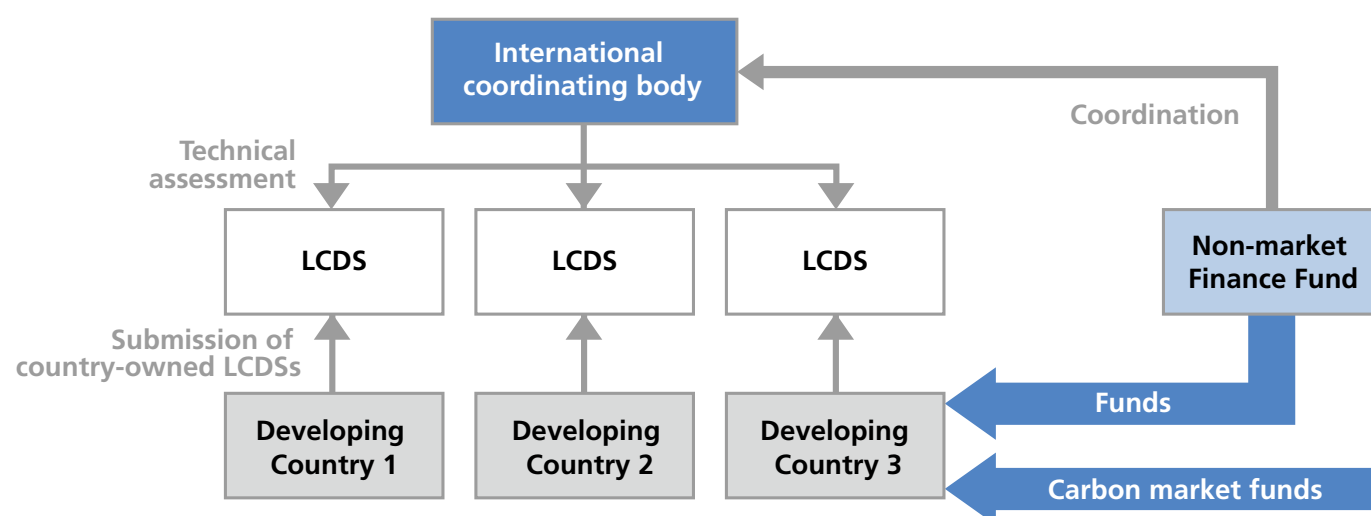 International
coordinating body
Coordination
Technical
assessment
LCDS
LCDS
LCDS
Non-market
Finance Fund
Submission of
country-owned LCDSs
Developing
Country 1
Developing
Country 2
Developing
Country 3
Funds
Carbon market funds